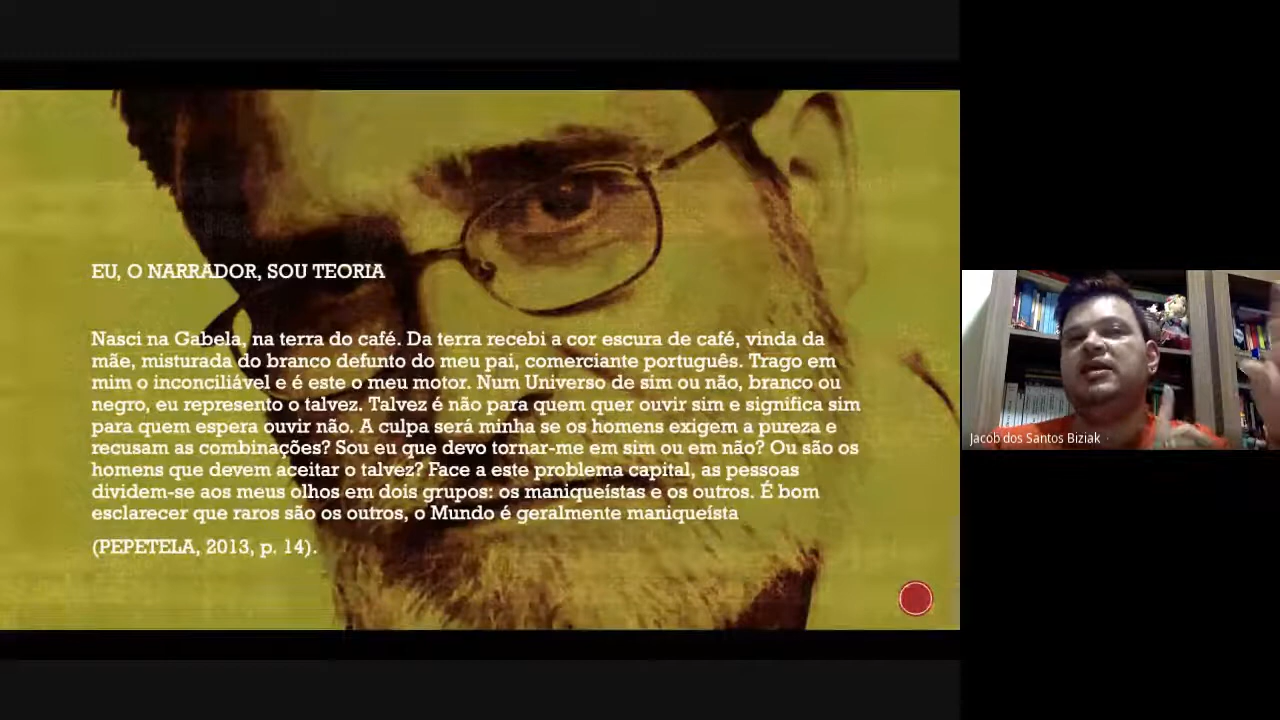 EU, O NARRADOR, SOU TEORIA
Nasci na Gabela, na terra do café. Da terra recebi a cor escura de café, vinda da
mãe, misturada do branco defunto do meu pai, comerciante português. Trago em
mim o inconciliável e é este o meu motor. Num Universo de sim ou não, branco ou
negro, eu represento o talvez. Talvez é não para quem quer ouvir sim e significa sim
para quem espera ouvir não. A culpa será minha se os homens exigem a pureza e
recusam as combinações? Sou eu que devo tornar-me em sim ou em não? Ou são os
homens que devem aceitar o talvez? Face a este problema capital, as pessoas
dividem-se aos meus olhos em dois grupos: os maniqueístas e os outros. É bom
esclarecer que raros são os outros, o Mundo é geralmente maniqueísta
(PEPETELA, 2013, p. 14).
Jacob dos Santos Biziak